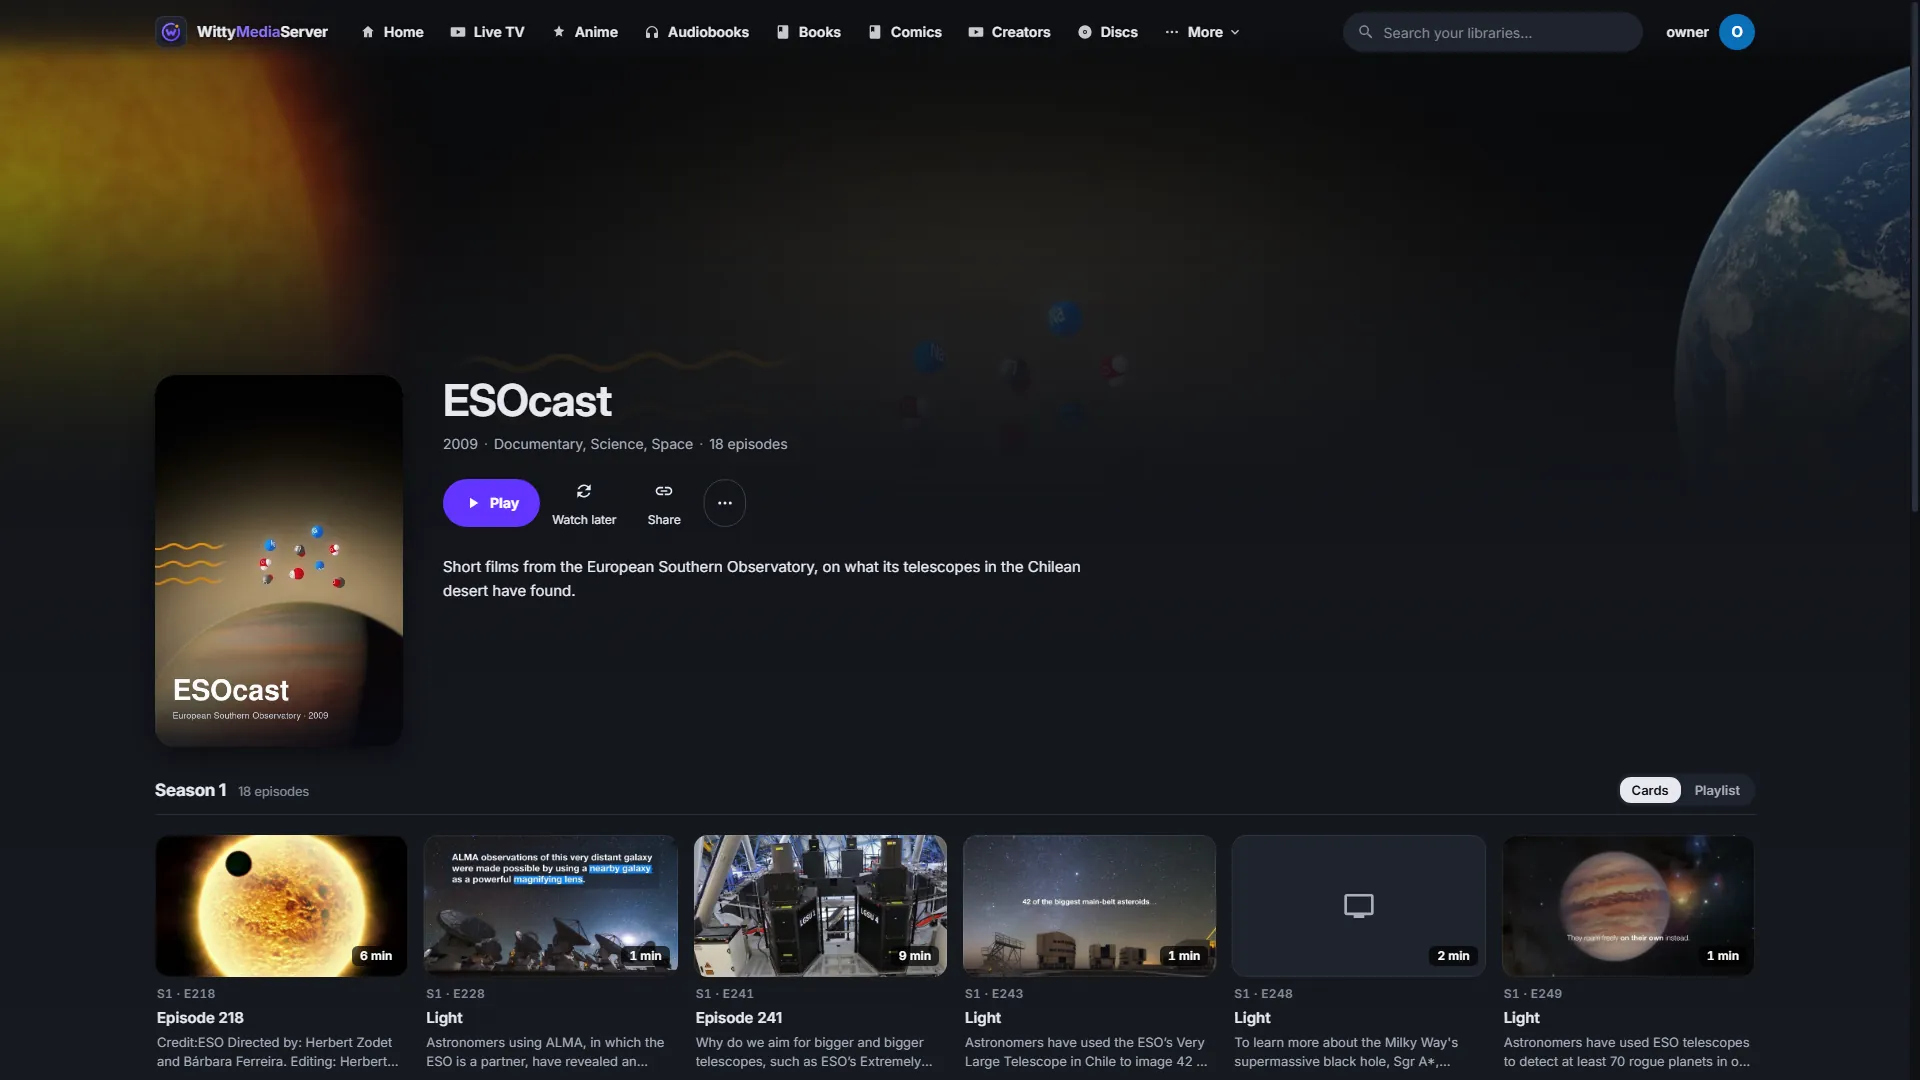 WittyMediaServer
Home
Live TV
Anime
Audiobooks
Books
Comics
Creators
Discs
More
Search your libraries...
owner
O
ESOcast
2009 · Documentary, Science, Space · 18 episodes
Play
Watch later
Share
Short films from the European Southern Observatory, on what its telescopes in the Chilean
desert have found.
ESOcast
European Southern Observatory · 2009
Season 1
18 episodes
Cards
Playlist
6 min
S1 · E218
Episode 218
Credit:ESO Directed by: Herbert Zodet
and Bárbara Ferreira. Editing: Herbert...
ALMA observations of this very distant galaxy
were made possible by using a nearby galaxy
as a powerful magnifying lens.
1 min
S1 · E228
Light
Astronomers using ALMA, in which the
ESO is a partner, have revealed an...
LGSU 4
9 min
S1 · E241
Episode 241
Why do we aim for bigger and bigger
telescopes, such as ESO's Extremely...
42 of the biggest main-belt asteroids
1 min
S1 · E243
Light
Astronomers have used the ESO's Very
Large Telescope in Chile to image 42 ...
2 min
S1 · E248
Light
To learn more about the Milky Way's
supermassive black hole, Sgr A*,...
They roam freely on their own instead.
1 min
S1 · E249
Light
Astronomers have used ESO telescopes
to detect at least 70 rogue planets in o...